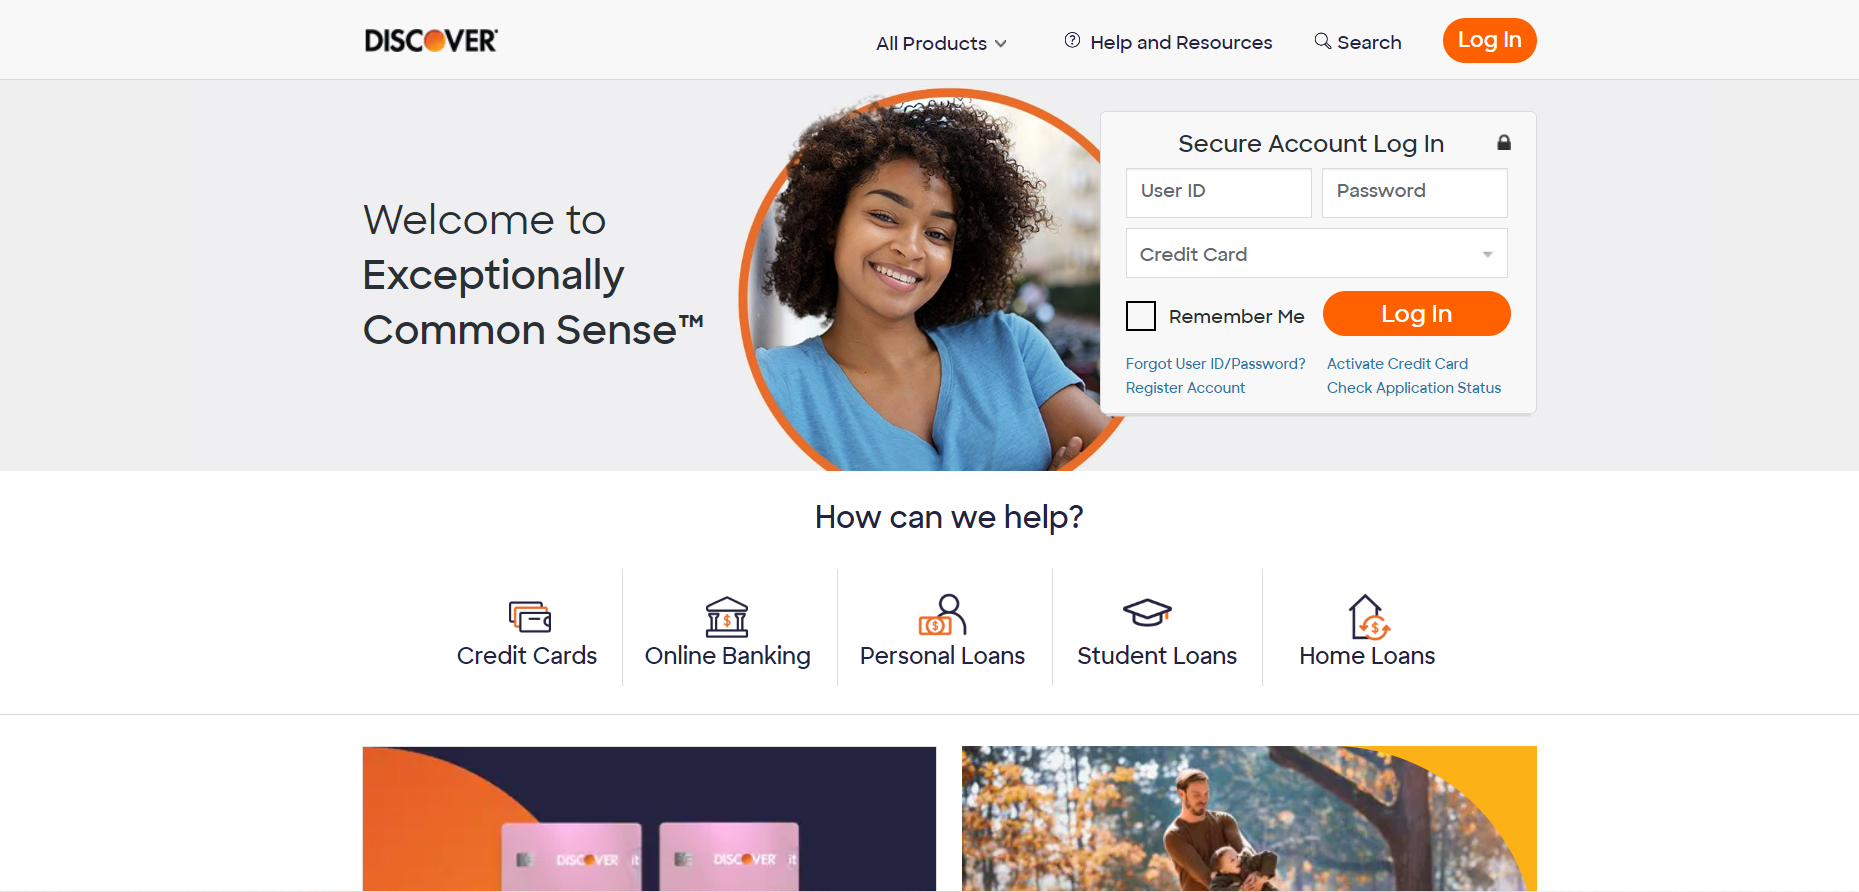 DISCOVER
All Products
Help and Resources
Search
Log In
Welcome to
Exceptionally
Common Sense™
Secure Account Log In
User ID
Password
Credit Card
Remember Me
Log In
Forgot User ID/Password?
Activate Credit Card
Register Account
Check Application Status
How can we help?
Credit Cards
Online Banking
Personal Loans
Student Loans
Home Loans
DISCOVER it
DISCOVER it